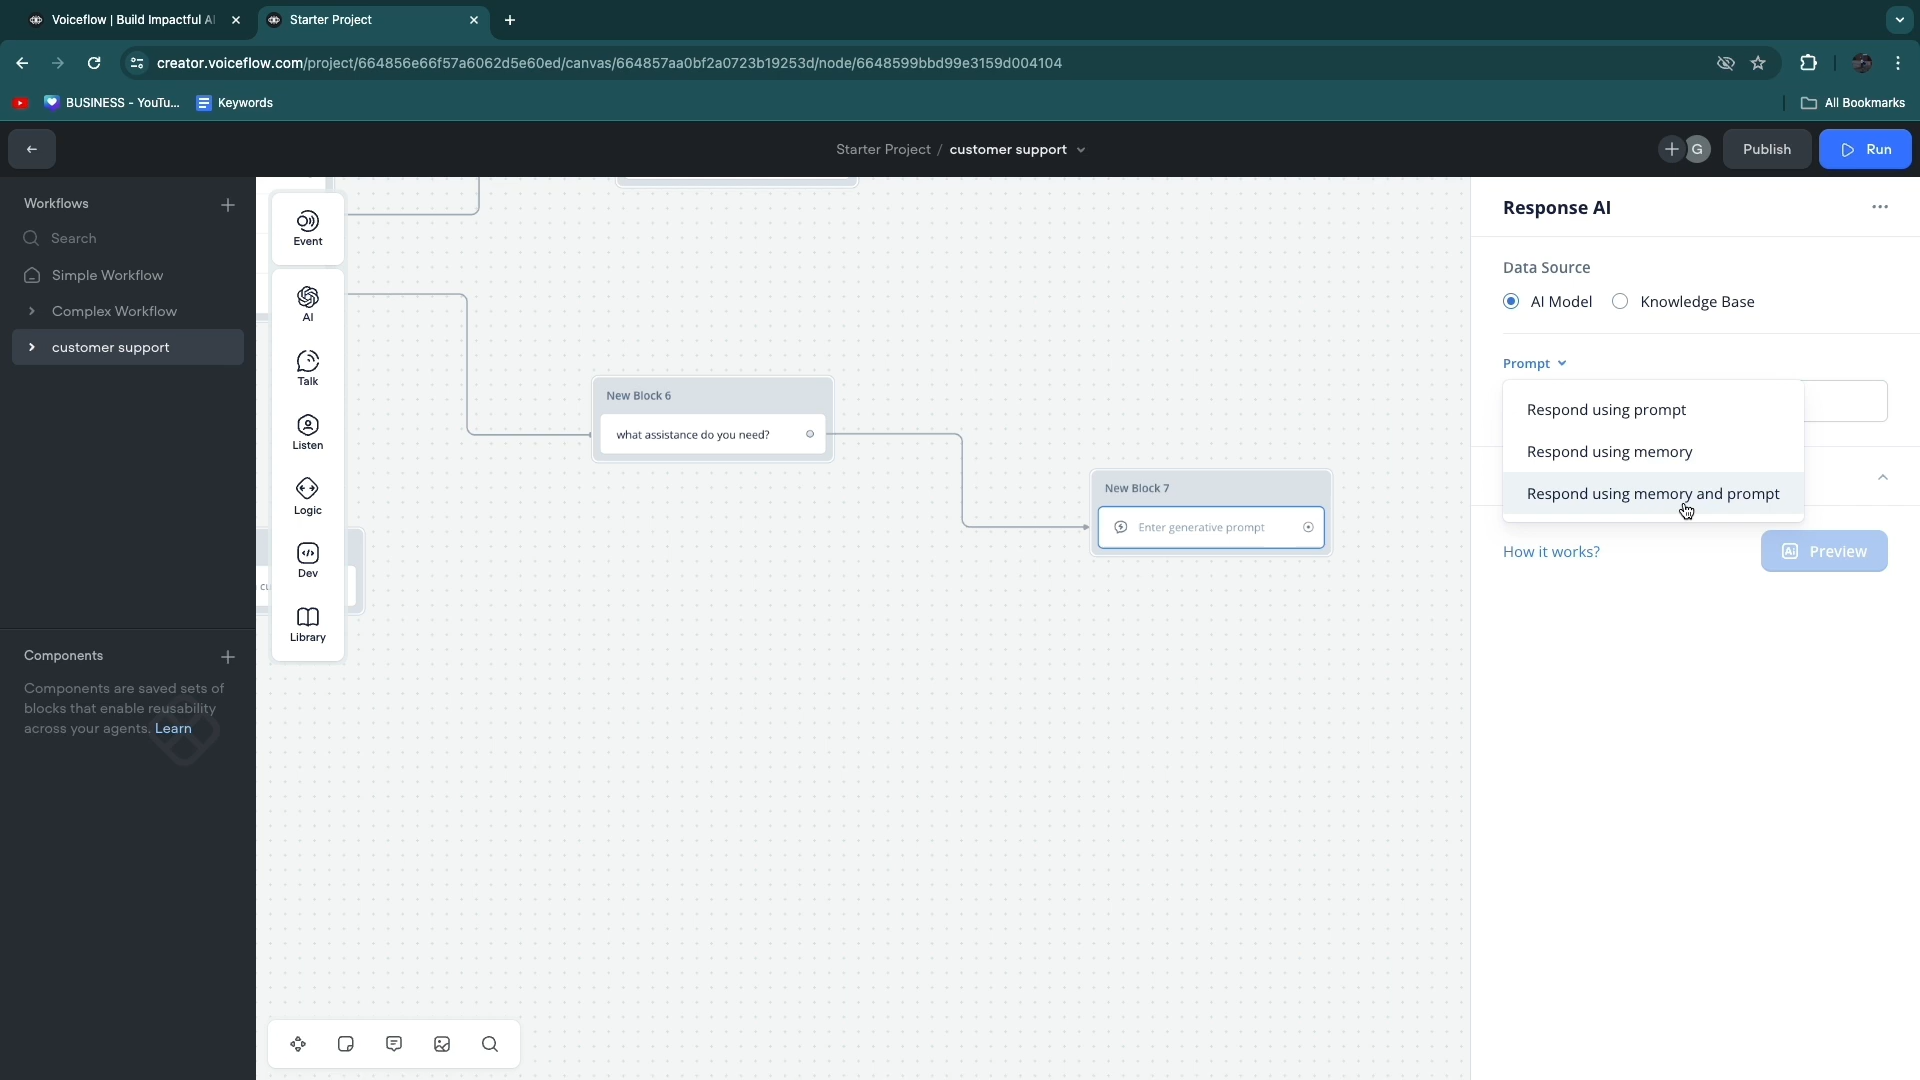 Voiceflow | Build Impactful AI
Starter Project
creator.voiceflow.com/project/664856e66f57a6062d5e60ed/canvas/664857aa0bf2a0723b19253d/node/6648599bbd99e3159d004104
BUSINESS - YouTu...
Keywords
All Bookmarks
Starter Project / customer support
G
Publish
Run
Workflows
Search
Simple Workflow
Complex Workflow
customer support
Components
Components are saved sets of
blocks that enable reusability
across your agents. Learn
Event
AI
Talk
Listen
Logic
Dev
Library
New Block 6
what assistance do you need?
New Block 7
Enter generative prompt
Response AI
Data Source
AI Model
Knowledge Base
Prompt
Respond using prompt
Respond using memory
Respond using memory and prompt
How it works?
Ai Preview